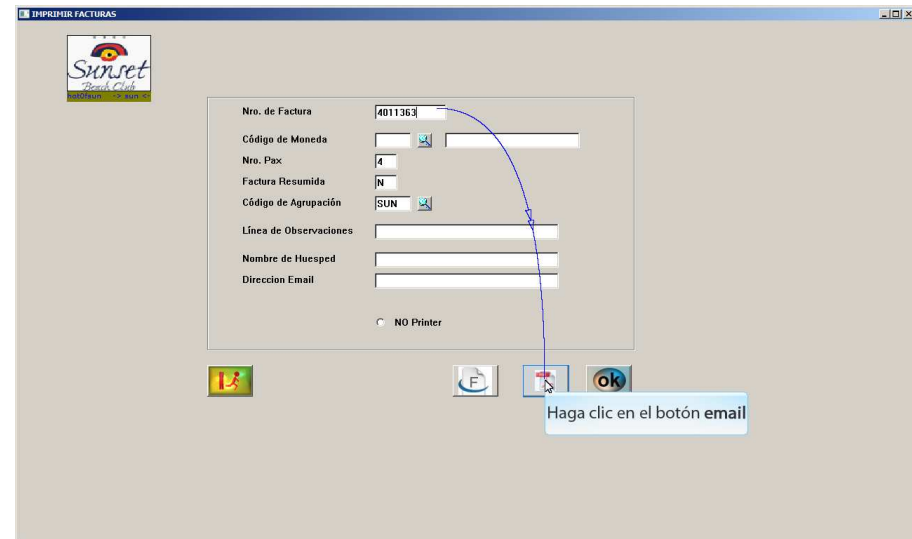 IMPRIMIR FACTURAS
Sunset
Beach Club
hotOfsun -> sun <-
Nro. de Factura 4011363
Código de Moneda
Nro. Pax 4
Factura Resumida N
Código de Agrupación SUN
Línea de Observaciones
Nombre de Huesped
Direccion Email
NO Printer
F
ok
Haga clic en el botón email